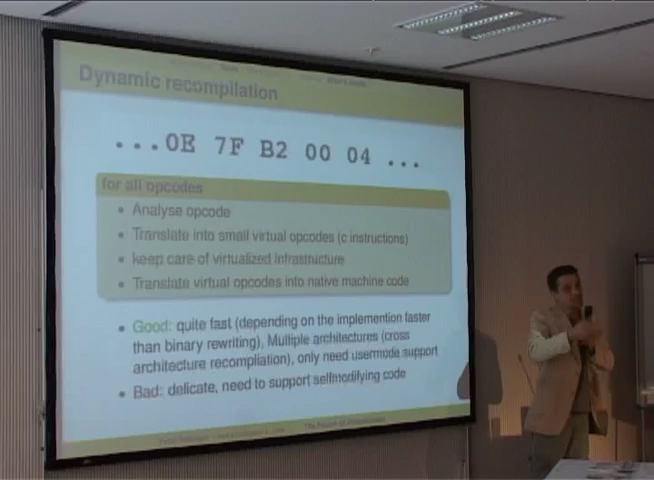 Dynamic recompilation
...0E 7F B2 00 04 ...
for all opcodes
• Analyse opcode
• Translate into small virtual opcodes (c instructions)
• keep care of virtualized infrastructure
• Translate virtual opcodes into native machine code
• Good: quite fast (depending on the implemention faster
than binary rewriting), Multiple architectures (cross
architecture recompliation), only need usermode support
• Bad: delicate, need to support selfmodifying code